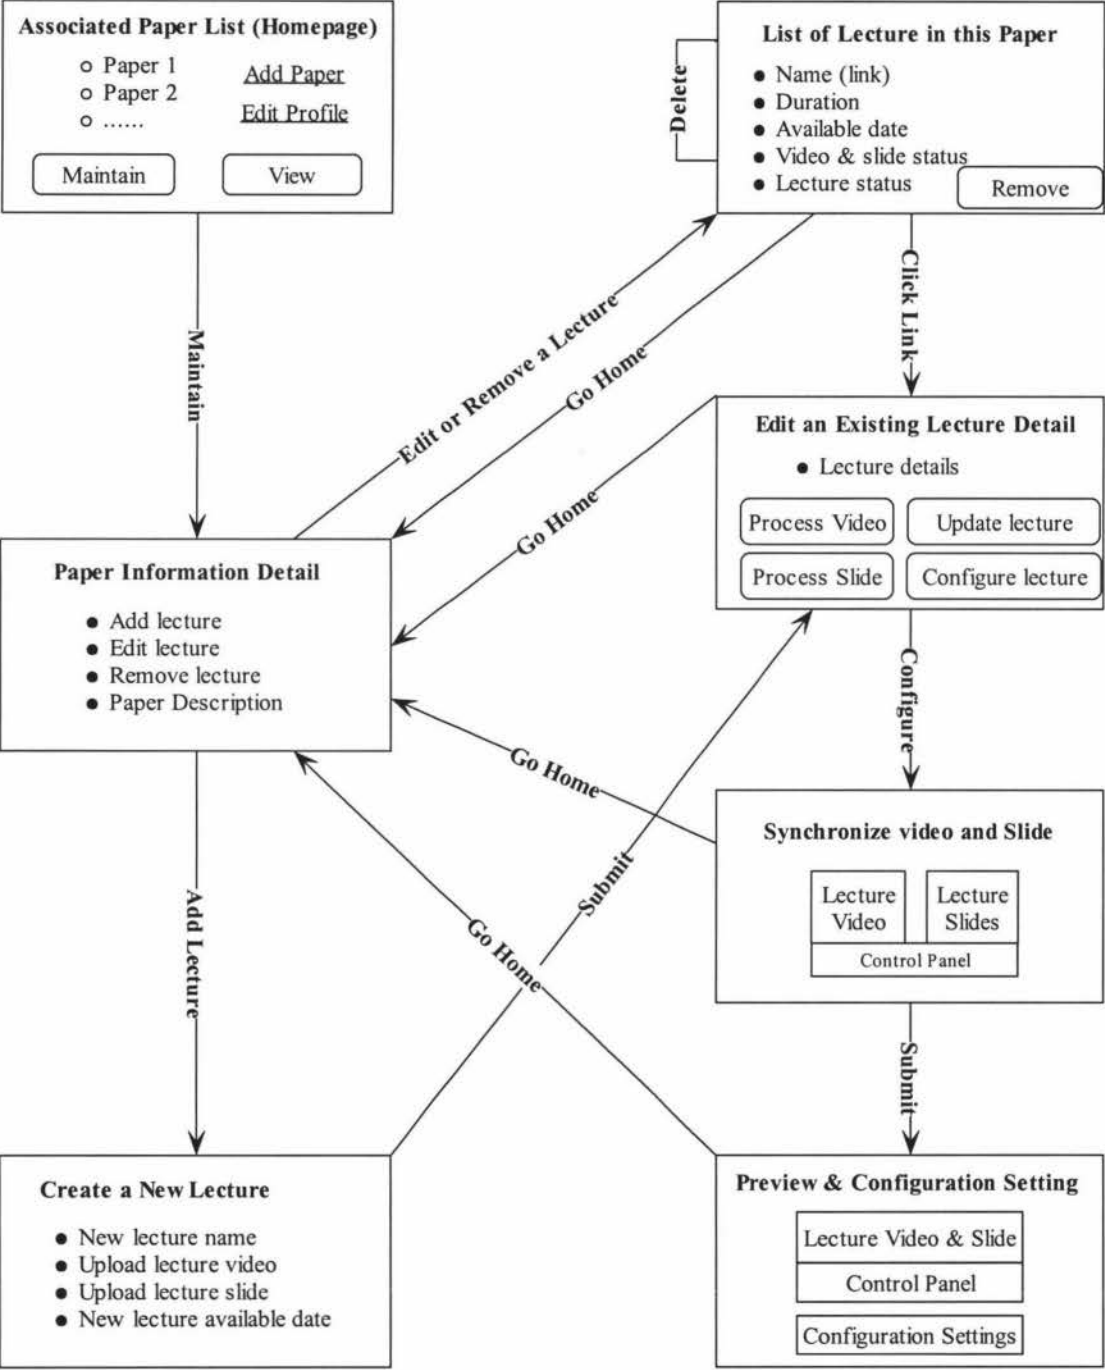 Associated Paper List (Homepage)
Paper 1
Paper 2
......
Add Paper
Edit Profile
Maintain
View
List of Lecture in this Paper
Name (link)
Duration
Available date
Video & slide status
Lecture status
Remove
Delete
Maintain
Edit or Remove a Lecture
Go Home
Click Link
Edit an Existing Lecture Detail
Lecture details
Process Video
Update lecture
Process Slide
Configure lecture
Go Home
Paper Information Detail
Add lecture
Edit lecture
Remove lecture
Paper Description
Configure
Go Home
Synchronize video and Slide
Lecture
Video
Lecture
Slides
Control Panel
Submit
Add Lecture
Go Home
Submit
Create a New Lecture
New lecture name
Upload lecture video
Upload lecture slide
New lecture available date
Preview & Configuration Setting
Lecture Video & Slide
Control Panel
Configuration Settings